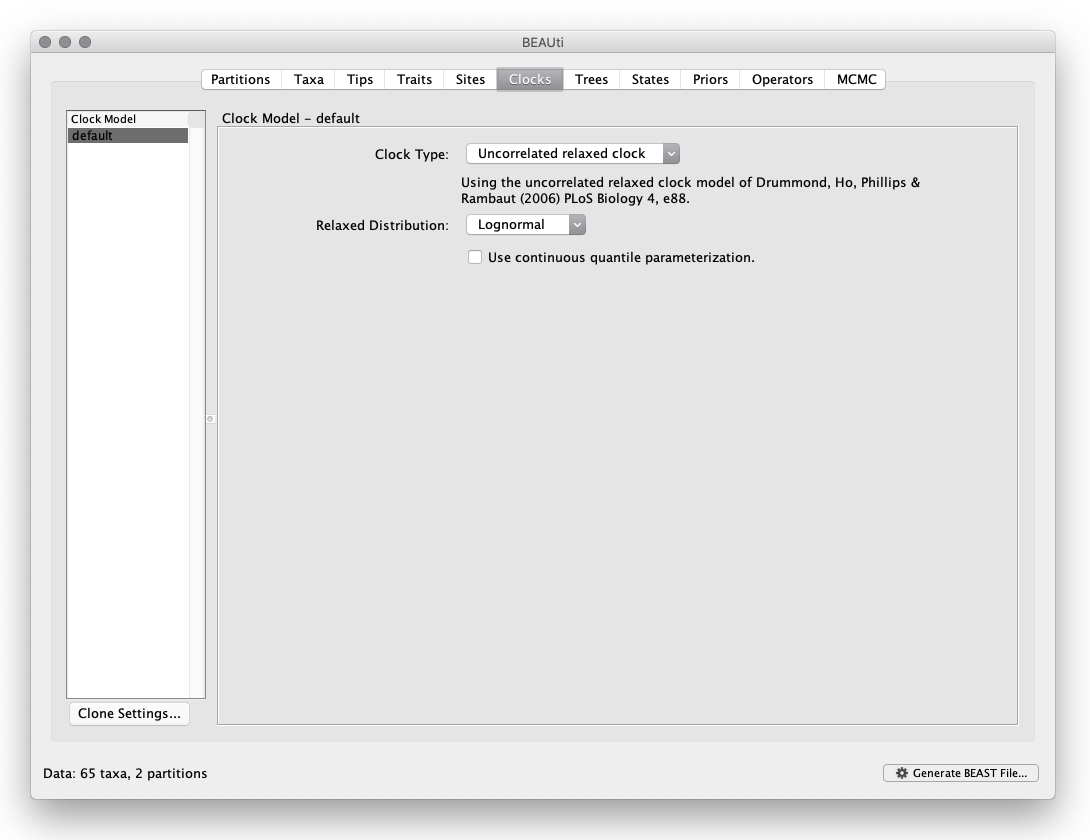 BEAUti
Partitions Taxa Tips Traits Sites Clocks Trees States Priors Operators MCMC
Clock Model
default
Clock Model – default
Clock Type: Uncorrelated relaxed clock
Using the uncorrelated relaxed clock model of Drummond, Ho, Phillips &
Rambaut (2006) PLoS Biology 4, e88.
Relaxed Distribution: Lognormal
Use continuous quantile parameterization.
Clone Settings...
Data: 65 taxa, 2 partitions
Generate BEAST File...